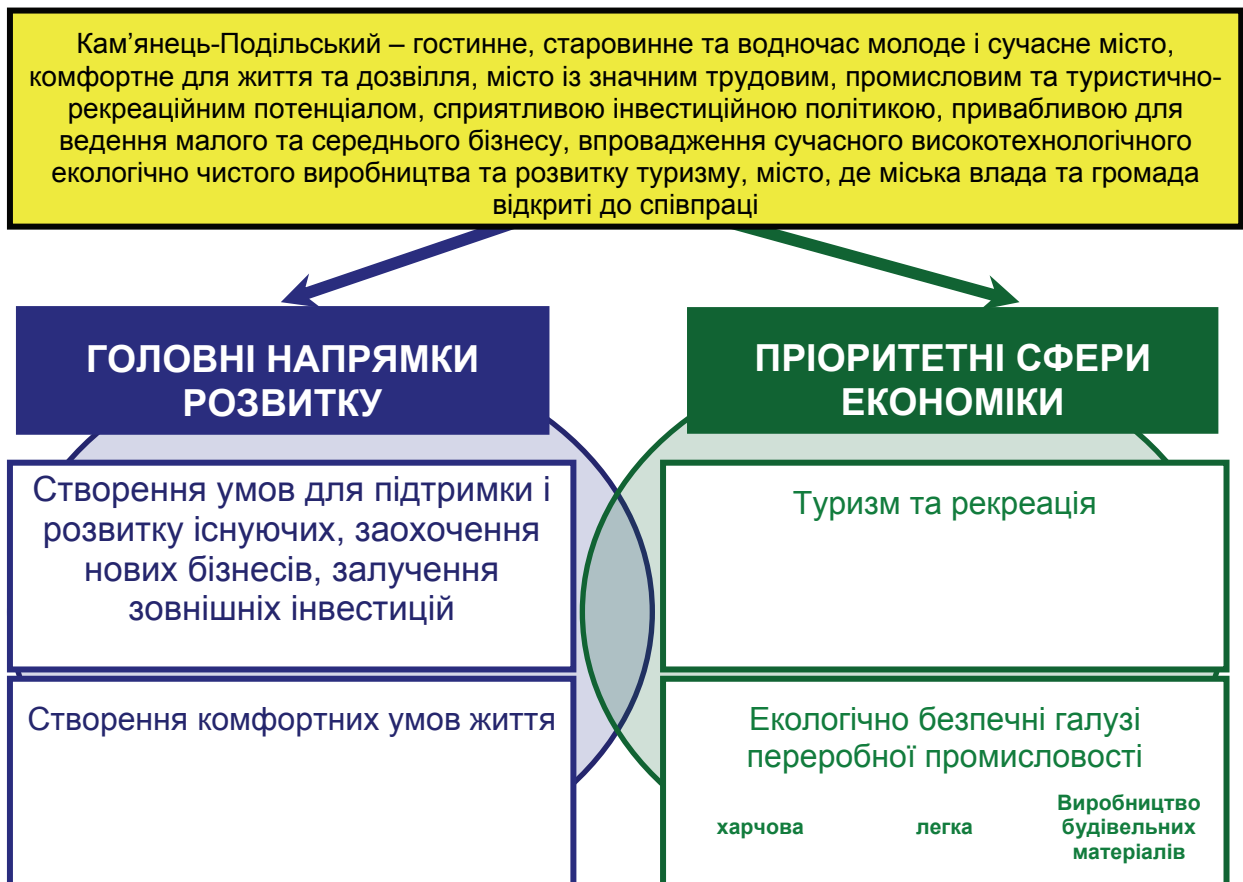 Кам’янець-Подільський – гостинне, старовинне та водночас молоде і сучасне місто,
комфортне для життя та дозвілля, місто із значним трудовим, промисловим та туристично-
рекреаційним потенціалом, сприятливою інвестиційною політикою, привабливою для
ведення малого та середнього бізнесу, впровадження сучасного високотехнологічного
екологічно чистого виробництва та розвитку туризму, місто, де міська влада та громада
відкриті до співпраці
ГОЛОВНІ НАПРЯМКИ
РОЗВИТКУ
Створення умов для підтримки і
розвитку існуючих, заохочення
нових бізнесів, залучення
зовнішніх інвестицій
Створення комфортних умов життя
ПРІОРИТЕТНІ СФЕРИ
ЕКОНОМІКИ
Туризм та рекреація
Екологічно безпечні галузі
переробної промисловості
харчова
легка
Виробництво
будівельних
матеріалів